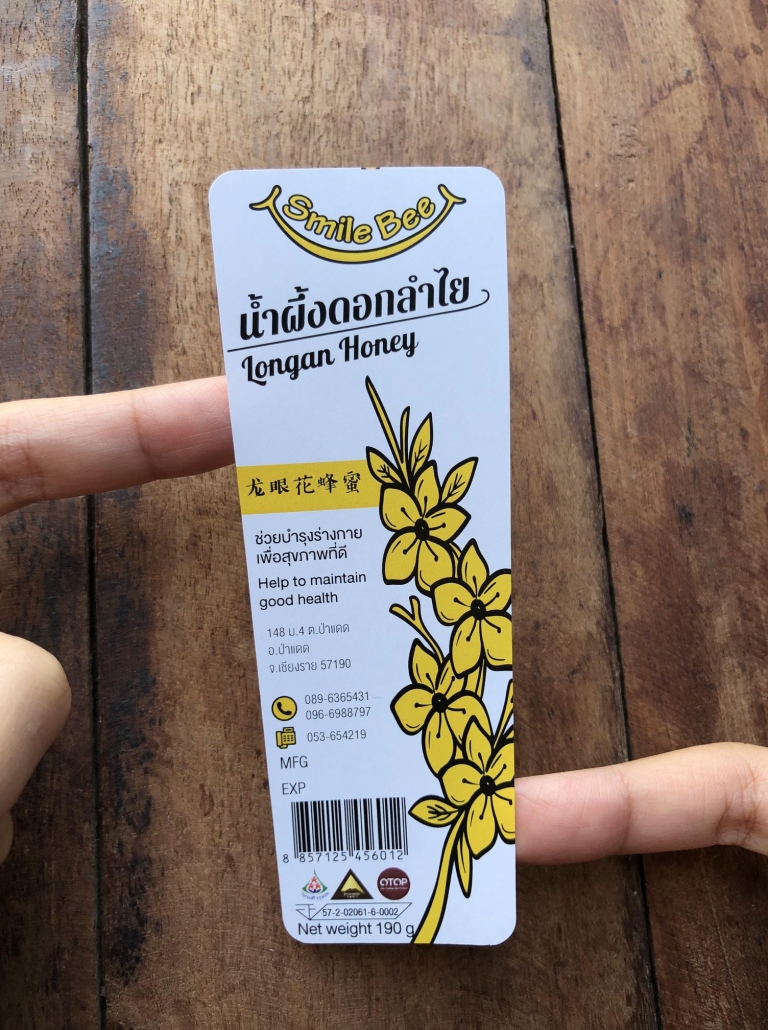 Smile Bee
น้ำผึ้งดอกลำไย
Longan Honey
龙眼花蜂蜜
ช่วยบำรุงร่างกาย
เพื่อสุขภาพที่ดี
Help to maintain
good health
148 ม.4 ต.ป่าแดด
อ.ป่าแดด
จ.เชียงราย 57190
089-6365431
096-6988797
053-654219
MFG
EXP
8 857125 456012
OTOP
57-2-02061-6-0002
Net weight 190 g